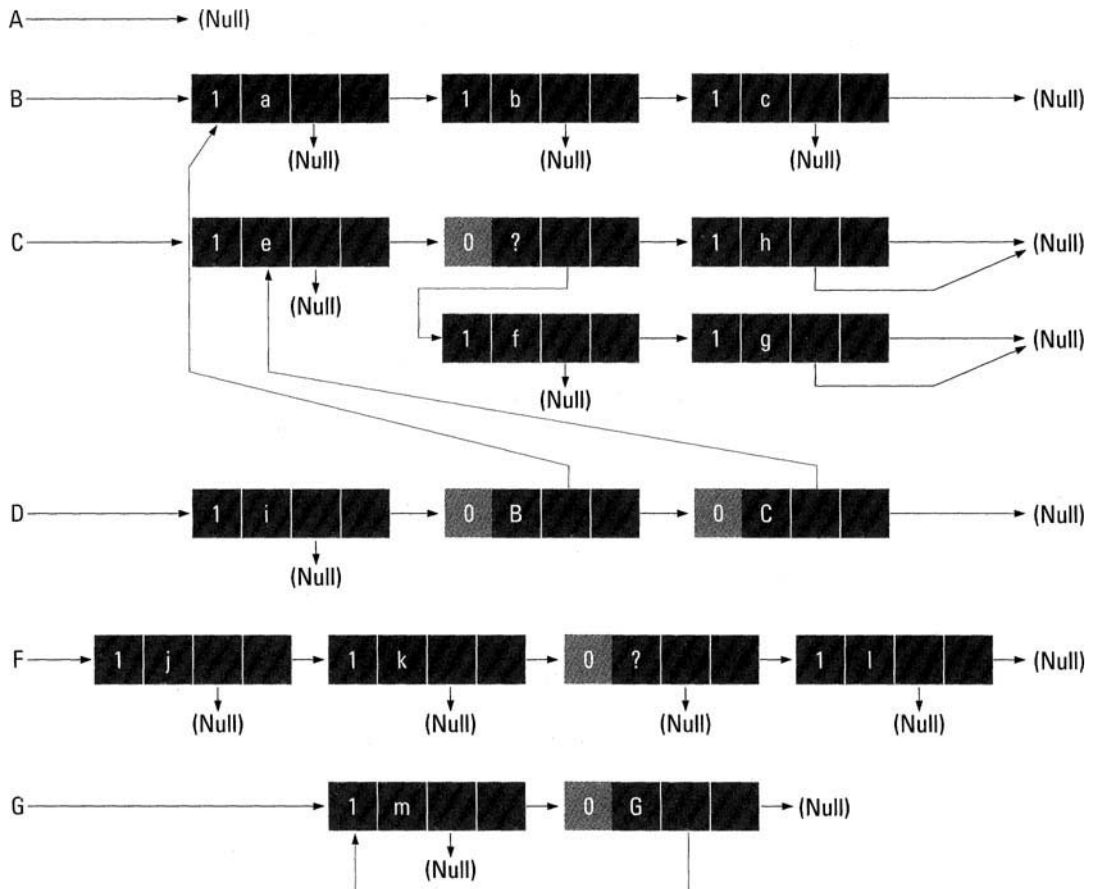 A (Null)
B 1 a 1 b 1 c (Null)
(Null) (Null) (Null)
C 1 e 0 ? 1 h (Null)
(Null)
1 f 1 g (Null)
(Null)
D 1 i 0 B 0 C (Null)
(Null)
F 1 j 1 k 0 ? 1 l (Null)
(Null) (Null) (Null) (Null)
G 1 m 0 G (Null)
(Null)